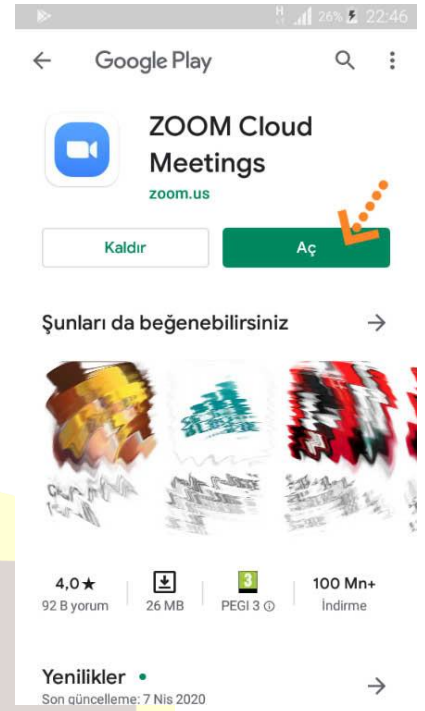 H 26% 22:46
Google Play
ZOOM Cloud
Meetings
zoom.us
Kaldır
Aç
Şunları da beğenebilirsiniz
4,0★
92 B yorum
26 MB
3
PEGI 3
100 Mn+
İndirme
Yenilikler
Son güncelleme: 7 Nis 2020